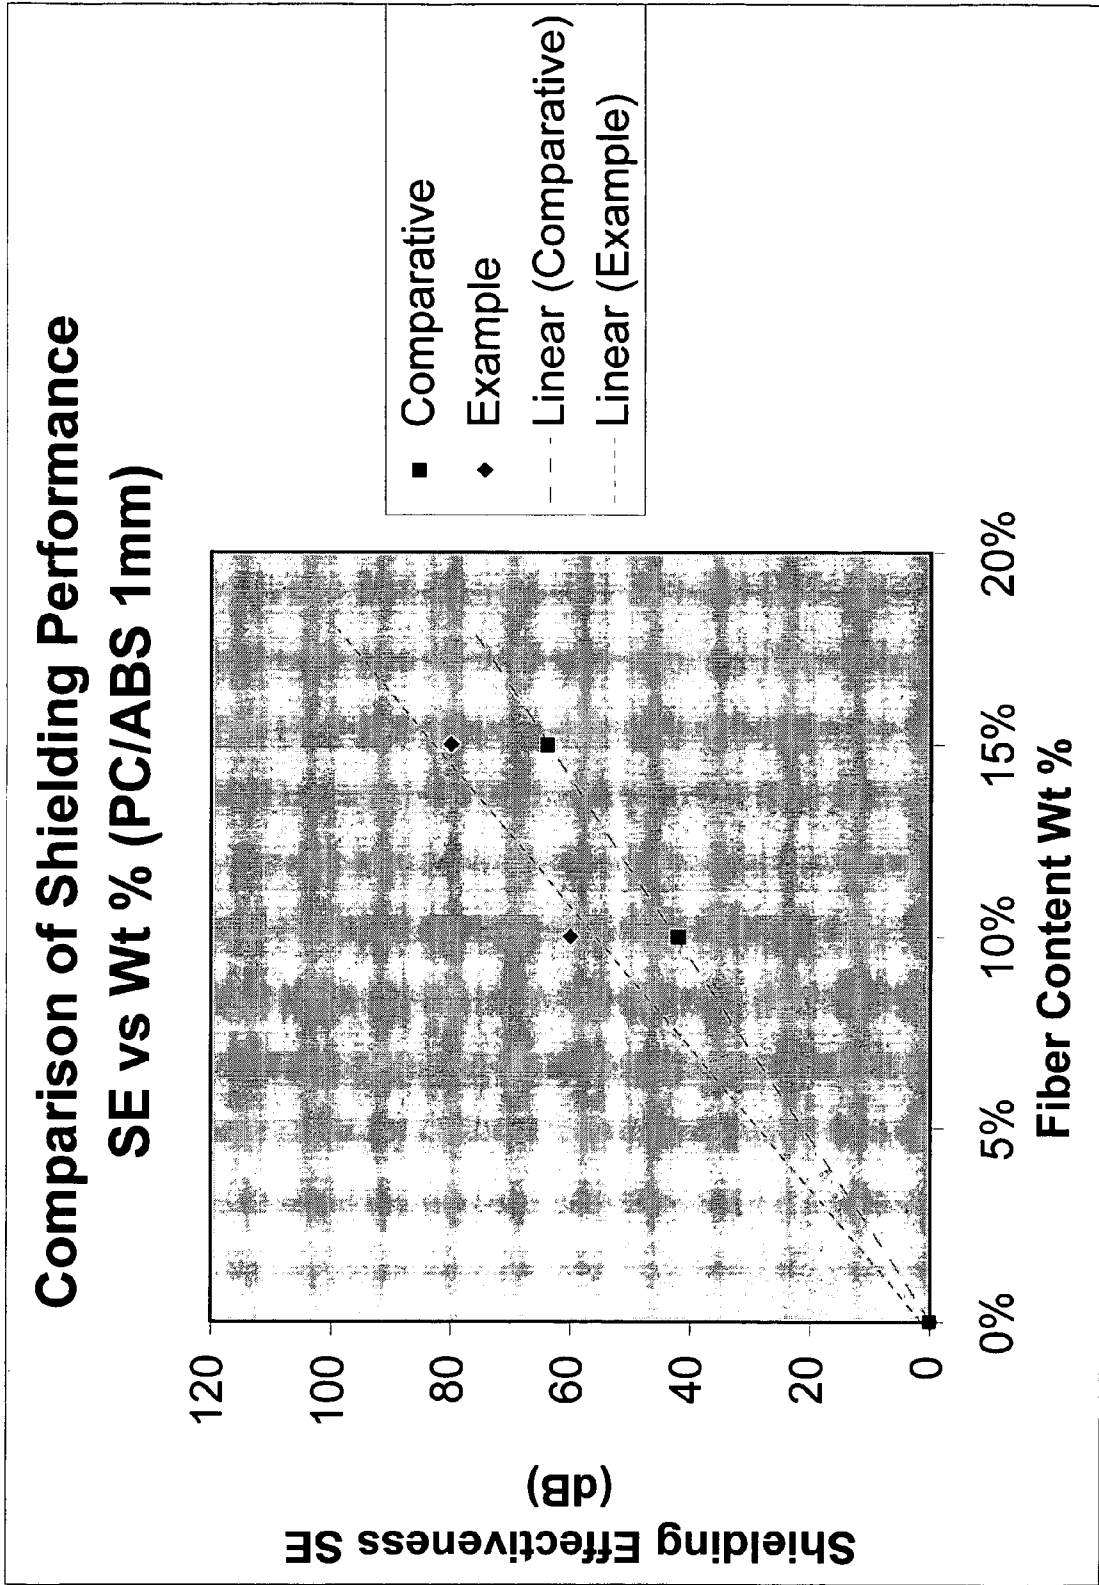 Comparison of Shielding Performance
SE vs Wt % (PC/ABS 1mm)
Shielding Effectiveness SE
(dB)
120
100
80
60
40
20
0
0%
5%
10%
15%
20%
Fiber Content Wt %
Comparative
Example
Linear (Comparative)
Linear (Example)